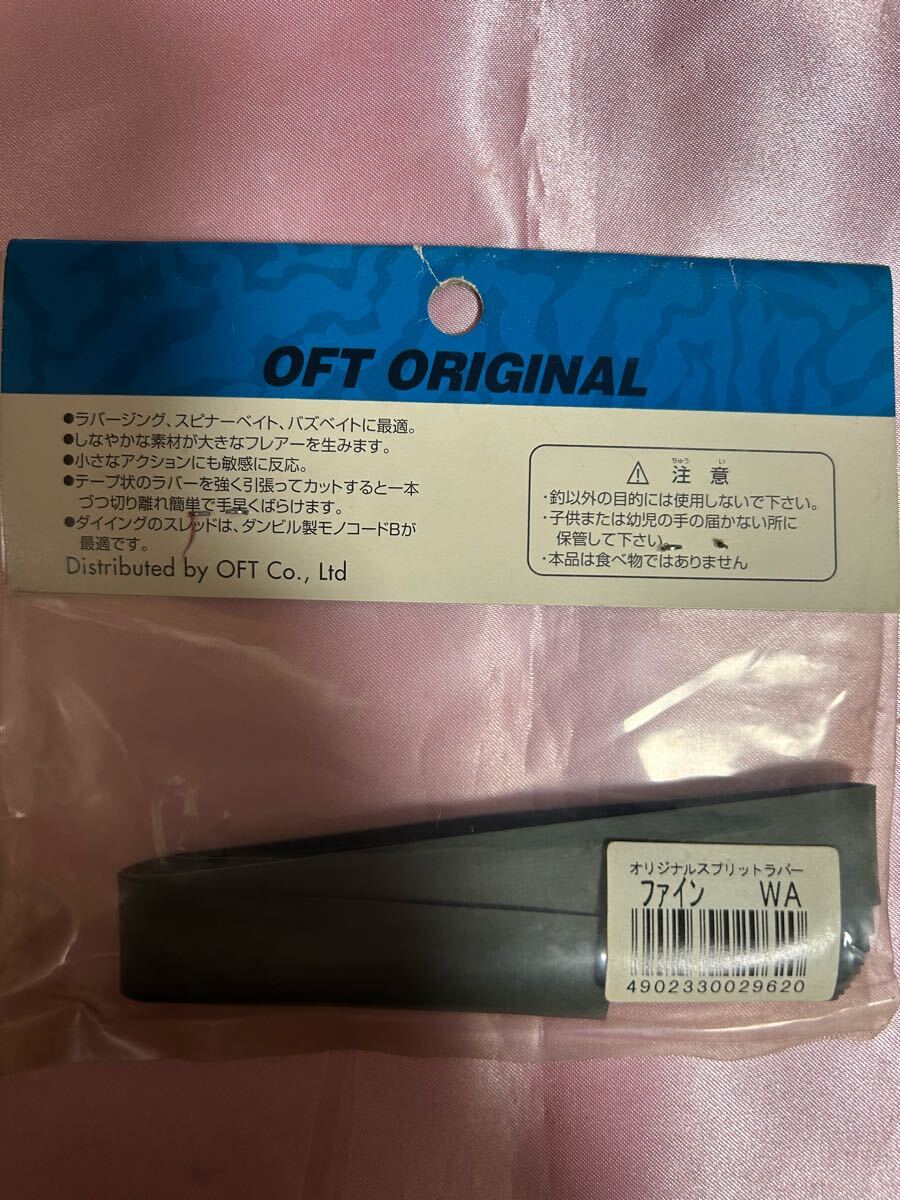 OFT ORIGINAL
●ラバージング、スピナーベイト、バズベイトに最適。
●しなやかな素材が大きなフレアーを生みます。
●小さなアクションにも敏感に反応。
●テープ状のラバーを強く引張ってカットすると一本
づつ切り離れ簡単で手早くばらけます。
●ダイイングのスレッドは、ダンビル製モノコードBが
最適です。
Distributed by OFT Co., Ltd
ちゅう い
⚠ 注 意
・釣以外の目的には使用しないで下さい。
・子供または幼児の手の届かない所に
保管して下さい。
・本品は食べ物ではありません
オリジナルスプリットラバー
ファイン WA
4902330029620